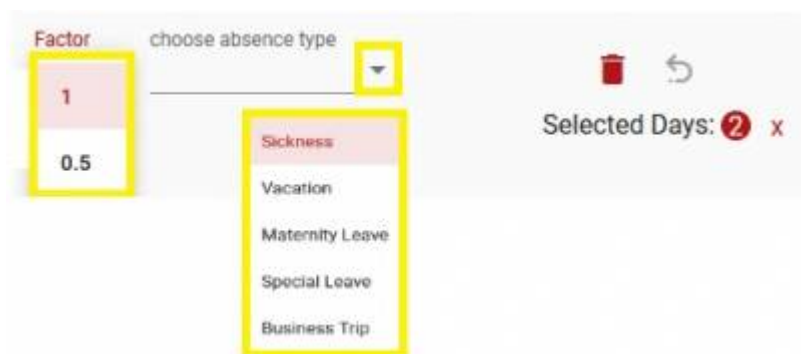 Factor
choose absence type
1
0.5
Sickness
Vacation
Maternity Leave
Special Leave
Business Trip
Selected Days: 2 x